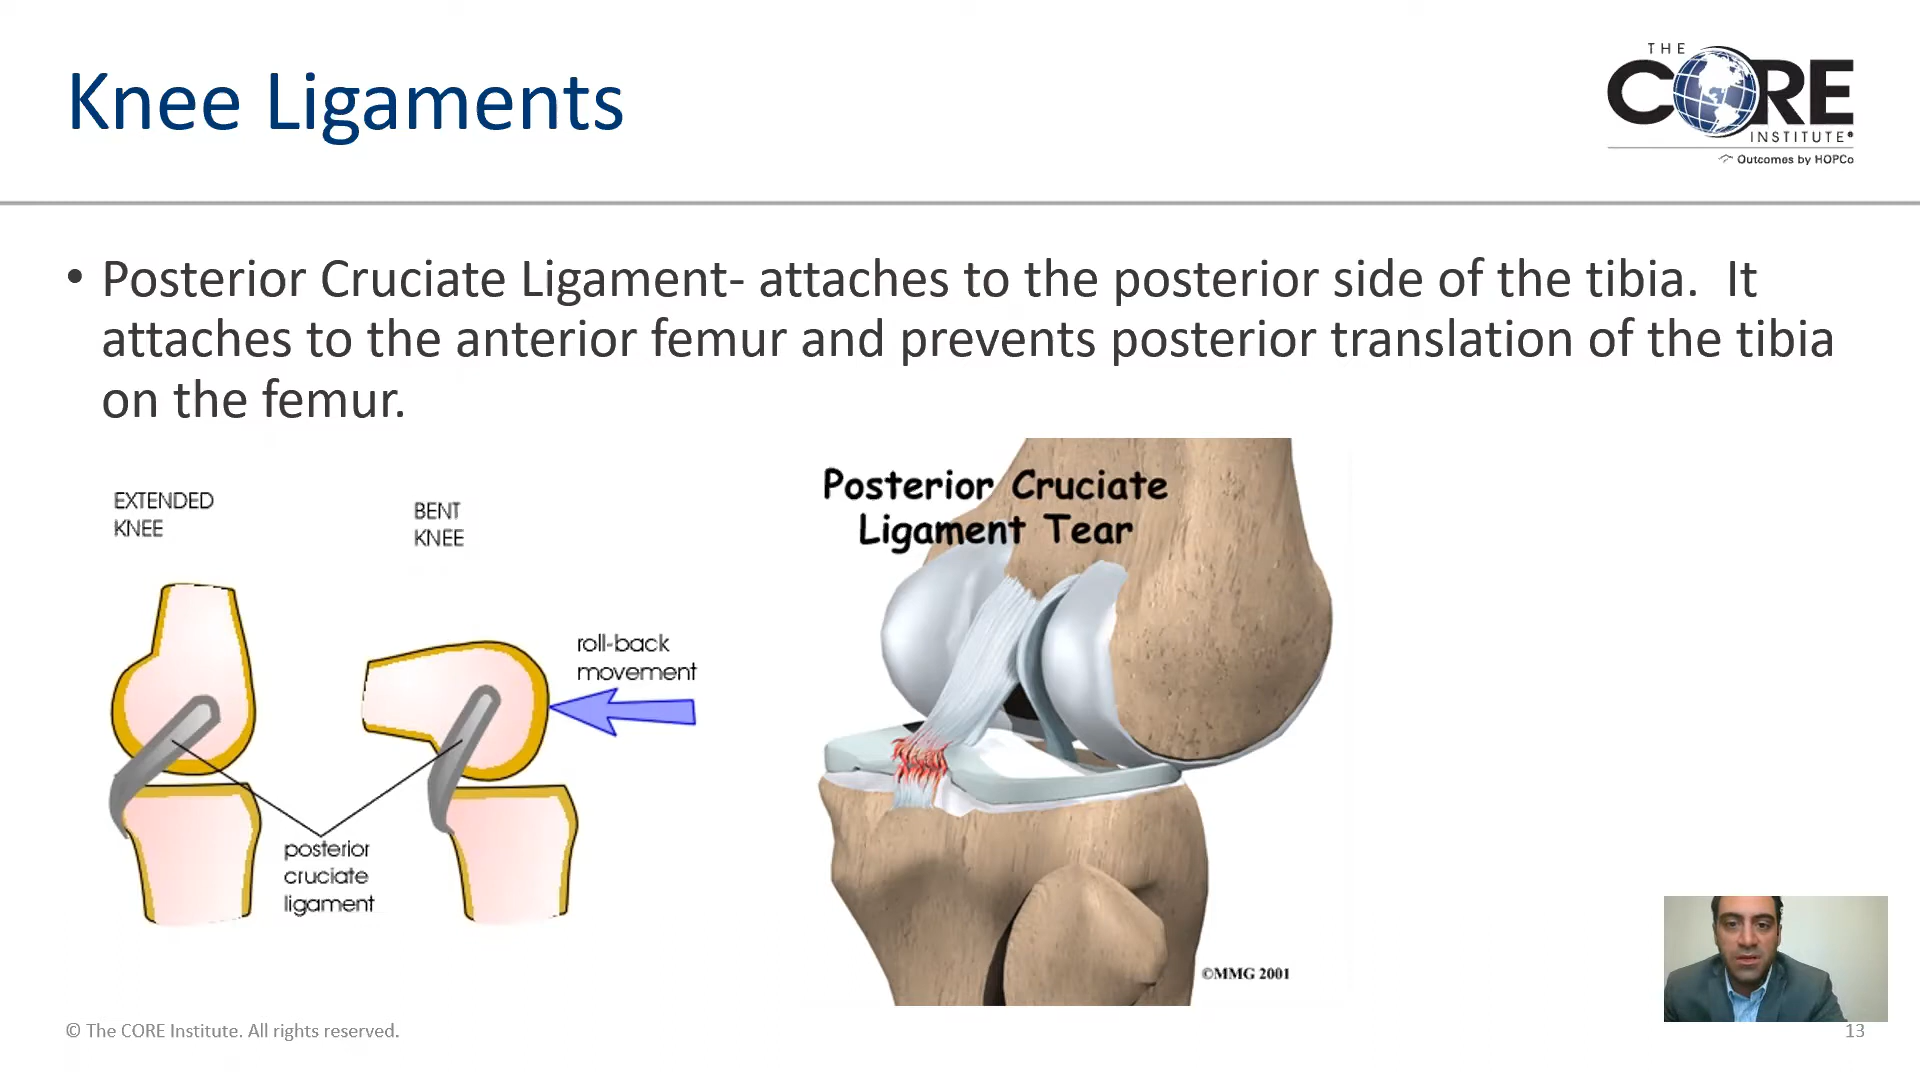 Knee Ligaments
THE
CORE
INSTITUTE®
Outcomes by HOPCo
• Posterior Cruciate Ligament- attaches to the posterior side of the tibia.  It
attaches to the anterior femur and prevents posterior translation of the tibia
on the femur.
EXTENDED
KNEE
BENT
KNEE
roll-back
movement
posterior
cruciate
ligament
Posterior Cruciate
Ligament Tear
©MMG 2001
© The CORE Institute. All rights reserved.
13